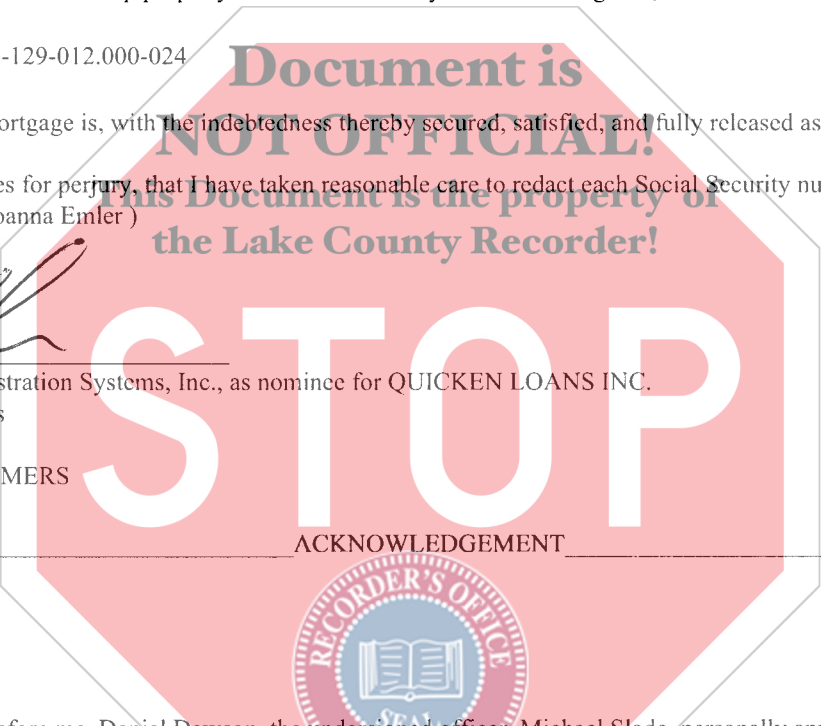 -129-012.000-024
Document is
ortgage is, with the indebtedness thereby secured, satisfied, and fully released as
NOT OFFICIAL!
es for perjury, that I have taken reasonable care to redact each Social Security nu
This Document is the property of
oanna Emler )
the Lake County Recorder!
STOP
stration Systems, Inc., as nominee for QUICKEN LOANS INC.
s
MERS
ACKNOWLEDGEMENT
RECORDER'S OFFICE
SEAL
efore me, Daniel Dawson, the undersigned officer, Michael Slade, personally